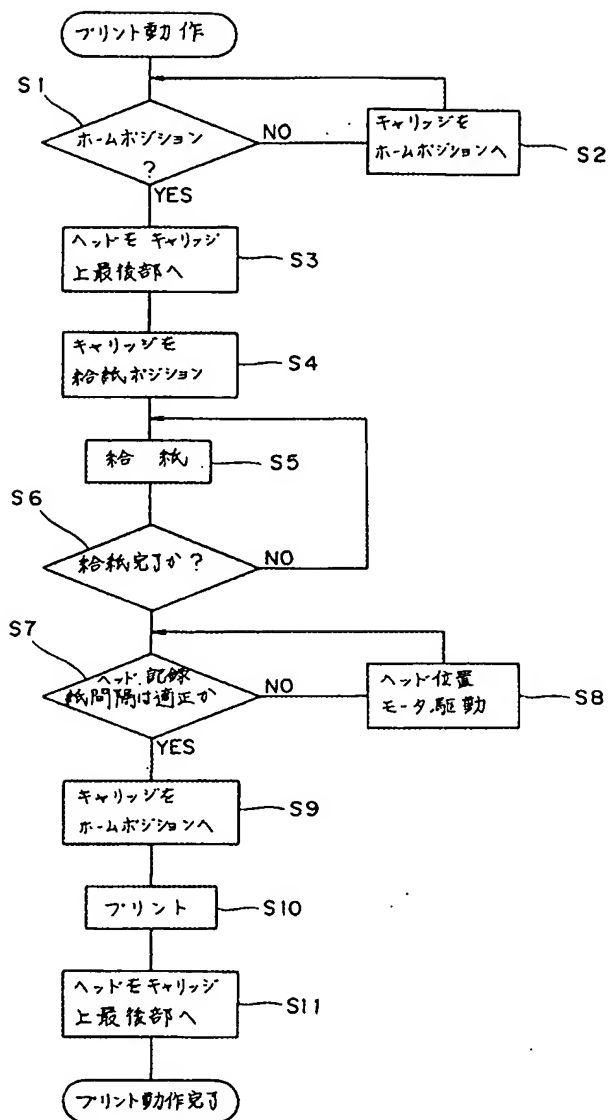 プリント動作
S1
ホームポジション
?
NO
キャリッジを
ホームポジションへ
S2
YES
ヘッドをキャリッジ
上最後部へ
S3
キャリッジを
給紙ポジション
S4
給紙
S5
S6
給紙完了か?
NO
S7
ヘッド、記録
紙間隔は適正か
NO
ヘッド位置
モータ駆動
S8
YES
キャリッジを
ホームポジションへ
S9
プリント
S10
ヘッドをキャリッジ
上最後部へ
S11
プリント動作完了